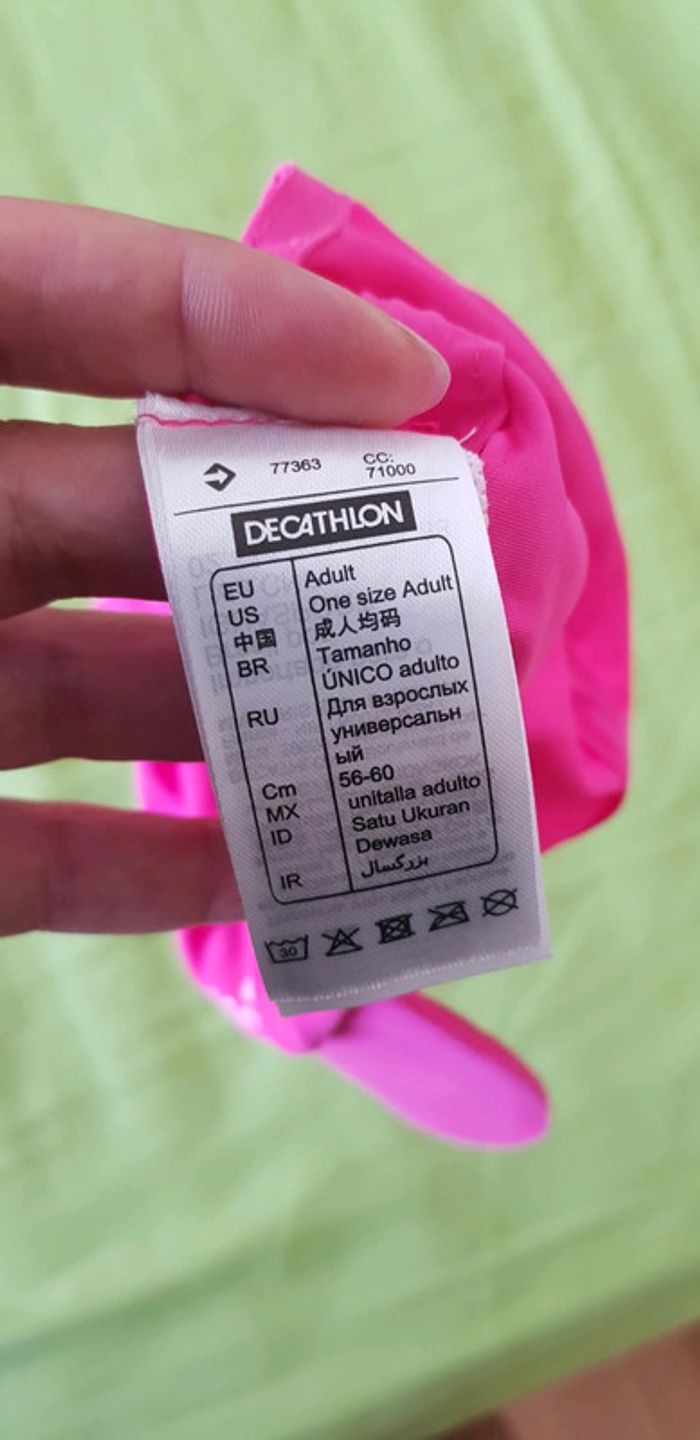 77363 CC:
71000
DECATHLON
EU Adult
US One size Adult
中国 成人均码
BR Tamanho
ÚNICO adulto
RU Для взрослых
универсальн
ый
Cm 56-60
MX unitalla adulto
ID Satu Ukuran
Dewasa
IR بزرگسال
30